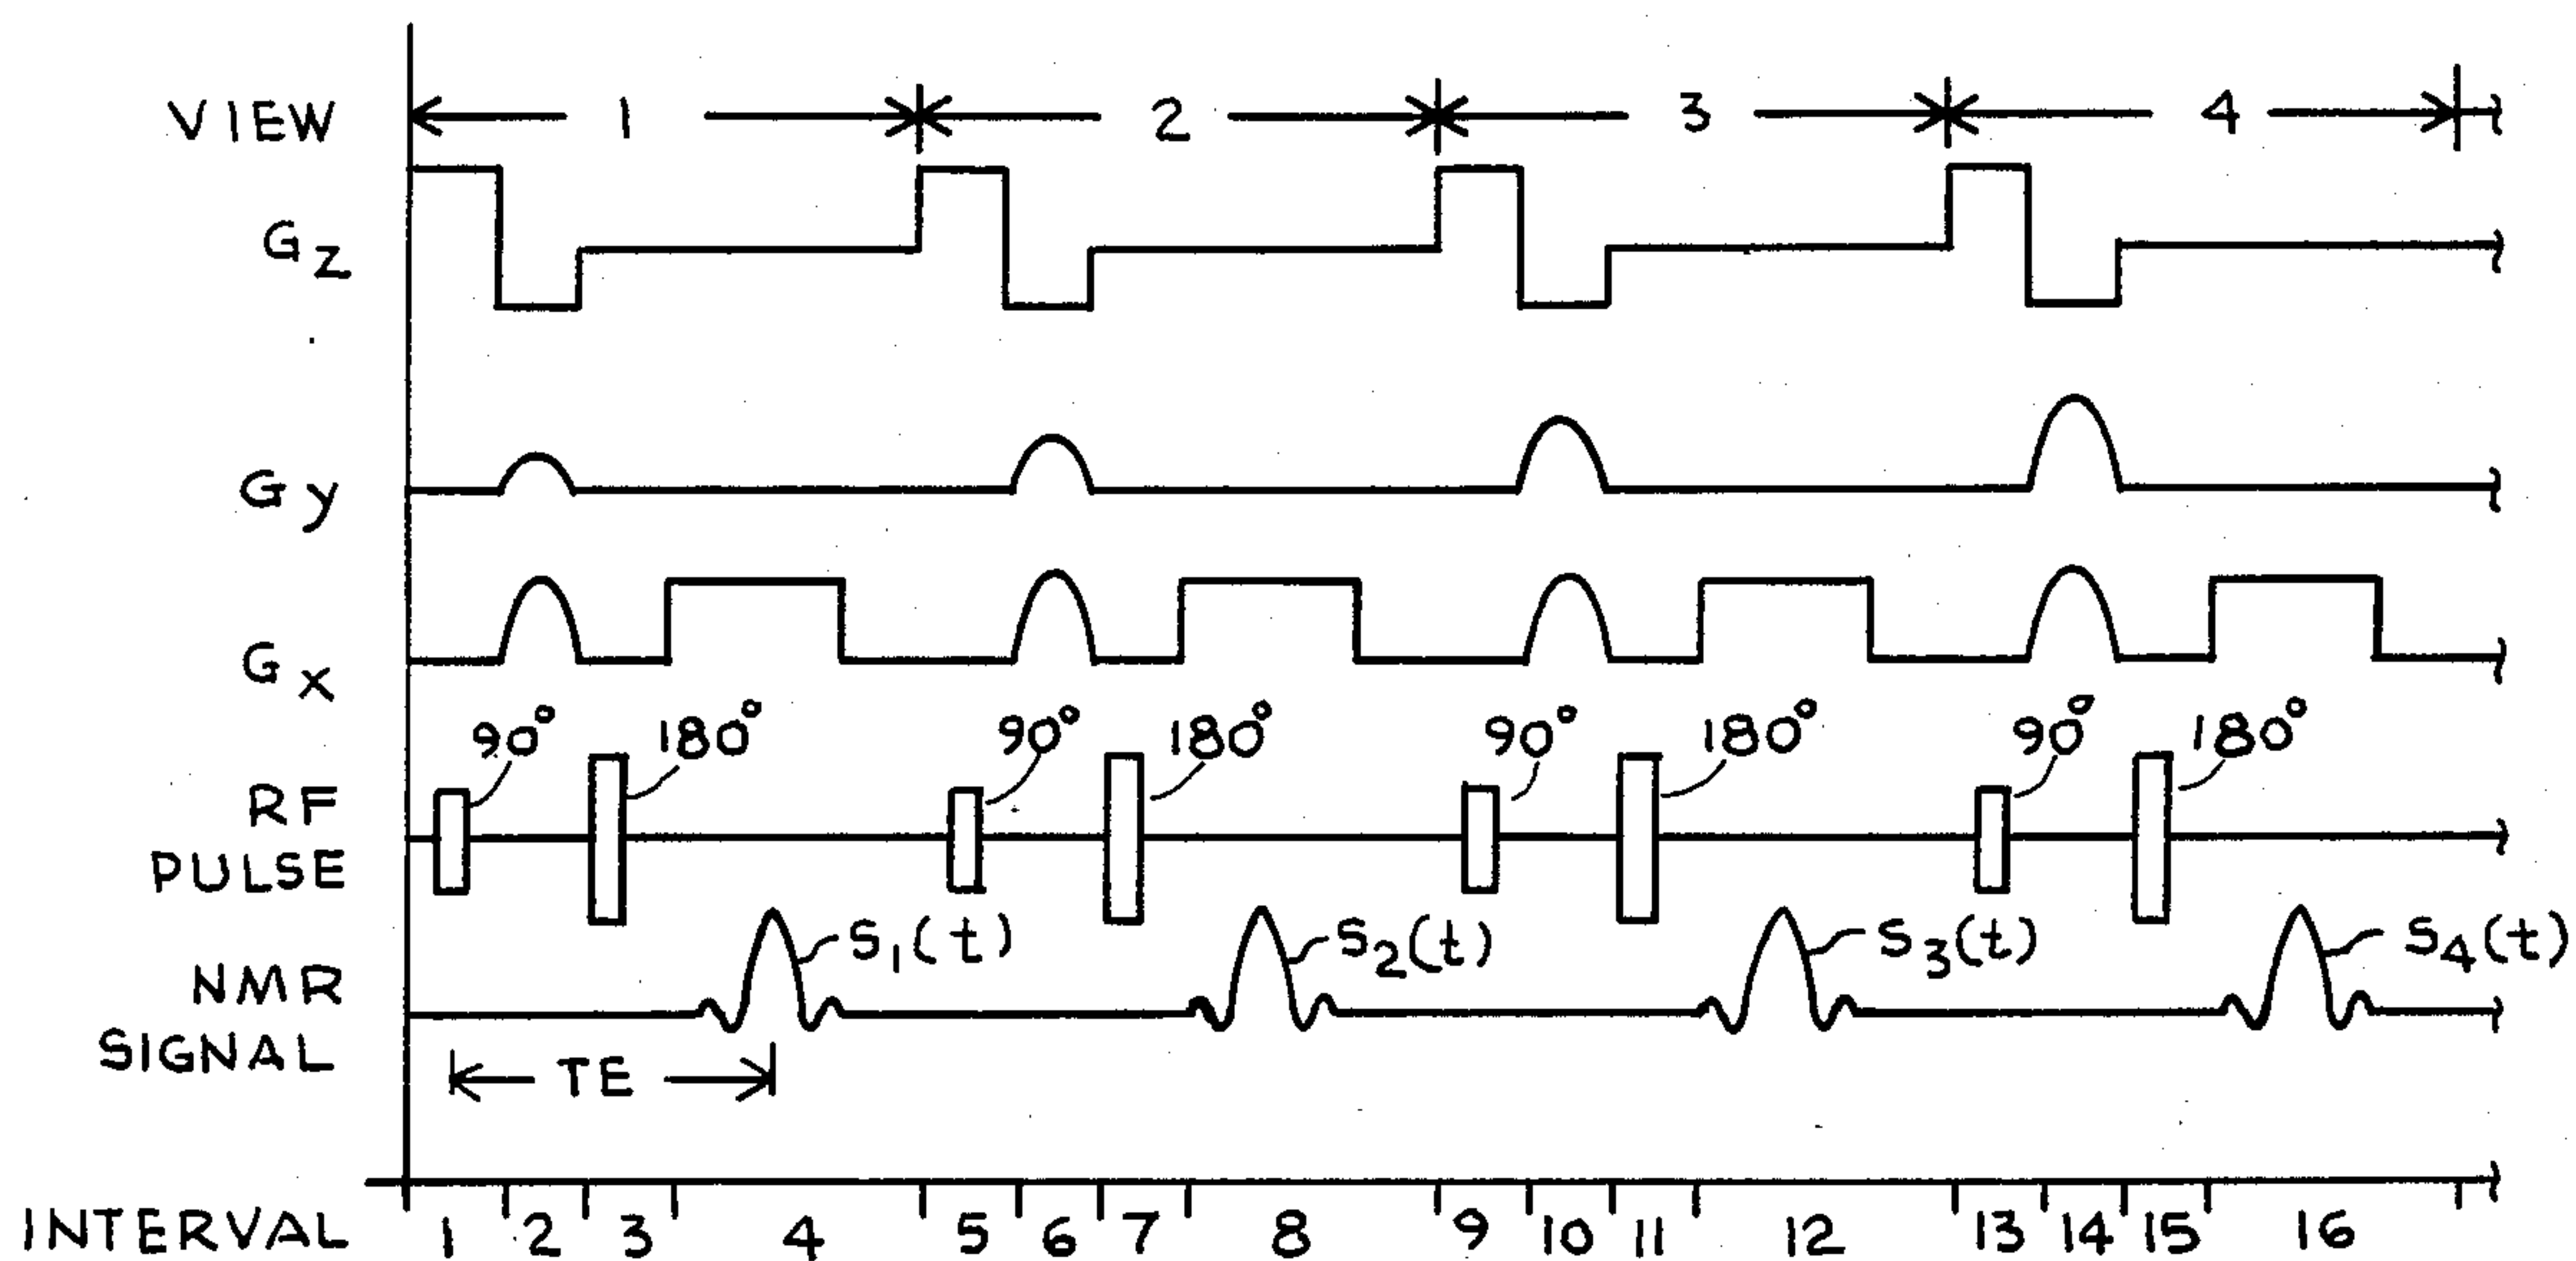 VIEW 1 2 3 4
Gz
Gy
Gx
90° 180° 90° 180° 90° 180° 90° 180°
RF
PULSE
S1(t) S2(t) S3(t) S4(t)
NMR
SIGNAL
TE
INTERVAL 1 2 3 4 5 6 7 8 9 10 11 12 13 14 15 16